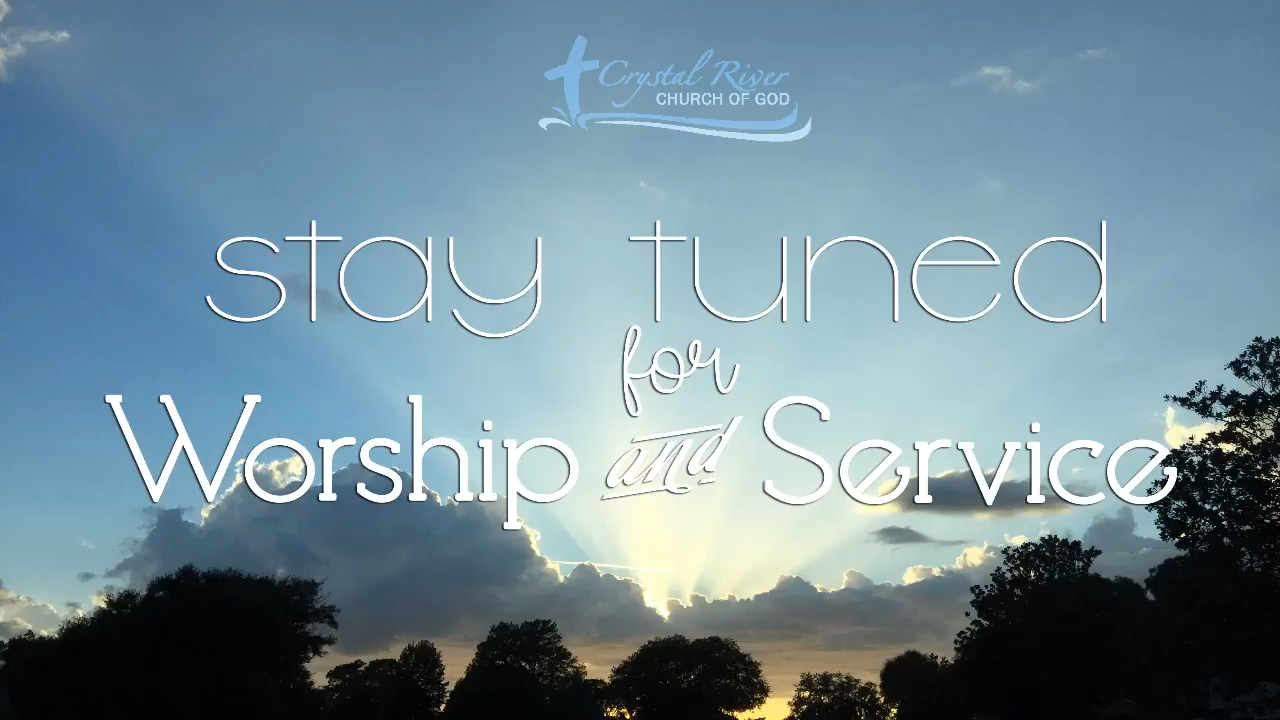 Crystal River
CHURCH OF GOD
stay tuned
for
Worship and Service